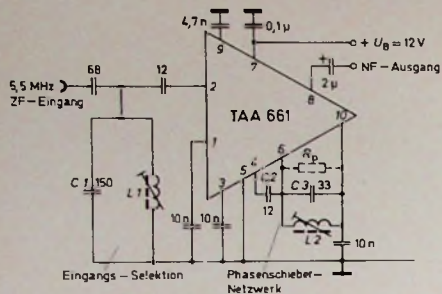 4,7n
0,1µ
9
7
+ U_B = 12V
5,5 MHz
ZF-Eingang
68
12
2
TAA 661
8
+
2µ
NF-Ausgang
10
1
C1 150
L1
3
5
4
6
R_p
C2
12
C3 33
L2
10n
10n
10n
Eingangs-Selektion
Phasenschieber-
Netzwerk